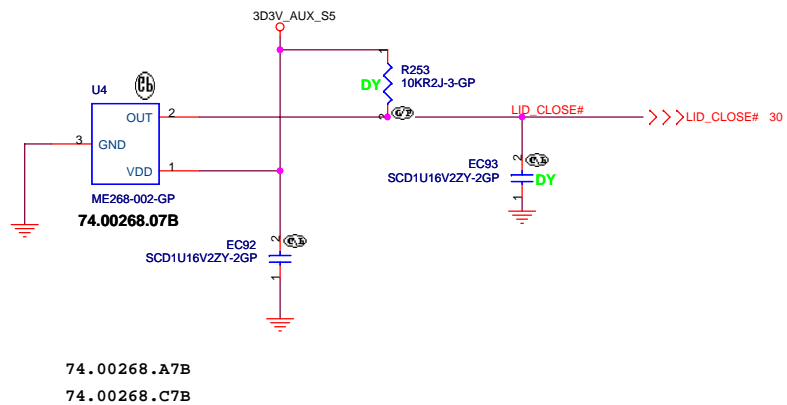 3D3V_AUX_S5
U4
OUT 2
3 GND
VDD 1
ME268-002-GP
74.00268.07B
1
R253
10KR2J-3-GP
DY
2
LID_CLOSE#
LID_CLOSE# 30
EC93
SCD1U16V2ZY-2GP
2
DY
1
EC92
SCD1U16V2ZY-2GP
2
1
74.00268.A7B
74.00268.C7B